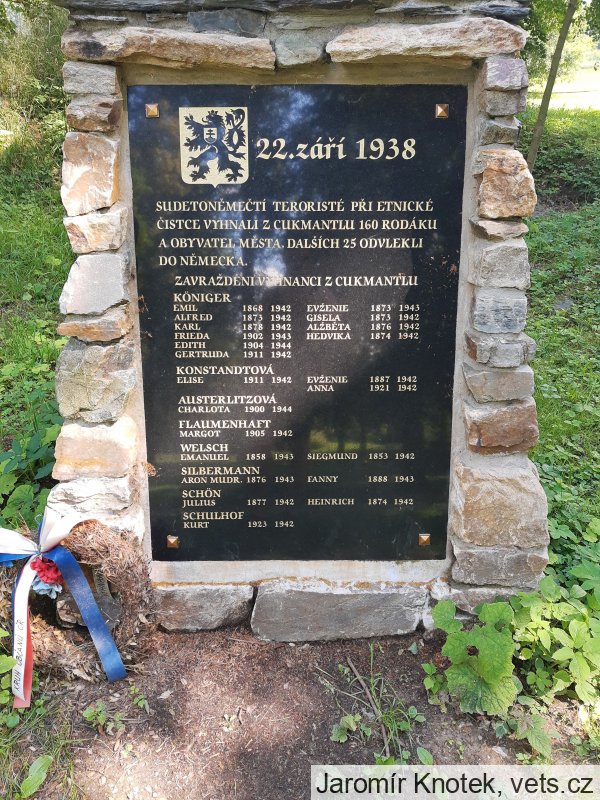 22.září 1938
SUDETONĚMEČTÍ TERORISTÉ PŘI ETNICKÉ
ČISTCE VYHNALI Z CUKMANTLU 160 RODÁKŮ
A OBYVATEL MĚSTA. DALŠÍCH 25 ODVLEKLI
DO NĚMECKA.
ZAVRAŽDĚNÍ VYHNANCI Z CUKMANTLU
KÖNIGER
EMIL 1868 1942 EVŽENIE 1873 1943
ALFRED 1873 1942 GISELA 1873 1942
KARL 1878 1942 ALŽBĚTA 1876 1942
FRIEDA 1902 1943 HEDVIKA 1874 1942
EDITH 1904 1944
GERTRUDA 1911 1942
KONSTANDTOVÁ
ELISE 1911 1942 EVŽENIE 1887 1942
ANNA 1921 1942
AUSTERLITZOVÁ
CHARLOTA 1900 1944
FLAUMENHAFT
MARGOT 1905 1942
WELSCH
EMANUEL 1858 1943 SIEGMUND 1853 1942
SILBERMANN
ARON MUDR. 1876 1943 FANNY 1888 1943
SCHÖN
JULIUS 1877 1942 HEINRICH 1874 1942
SCHULHOF
KURT 1923 1942
KRUH OBČANŮ ČR
Jaromír Knotek, vets.cz